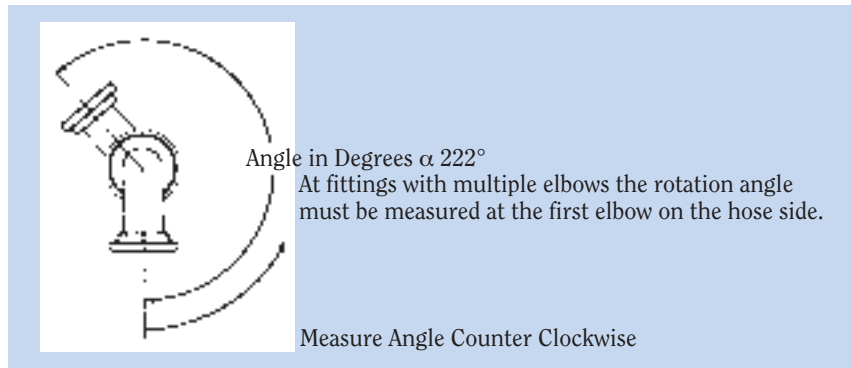 Angle in Degrees α 222°
At fittings with multiple elbows the rotation angle
must be measured at the first elbow on the hose side.
Measure Angle Counter Clockwise